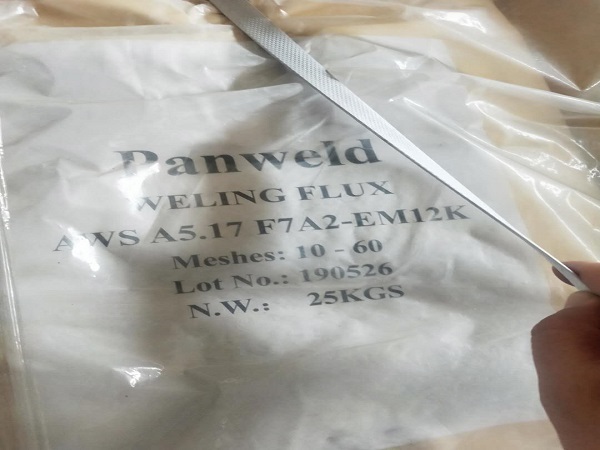 Panweld
WELING FLUX
AWS A5.17 F7A2-EM12K
Meshes: 10 - 60
Lot No.: 190526
N.W.: 25KGS